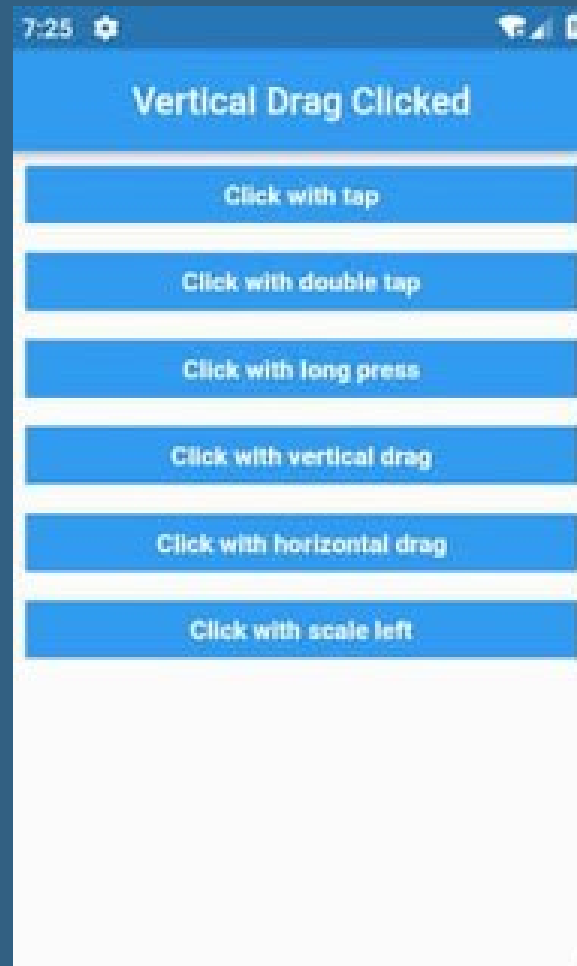 7:25
Vertical Drag Clicked
Click with tap
Click with double tap
Click with long press
Click with vertical drag
Click with horizontal drag
Click with scale left